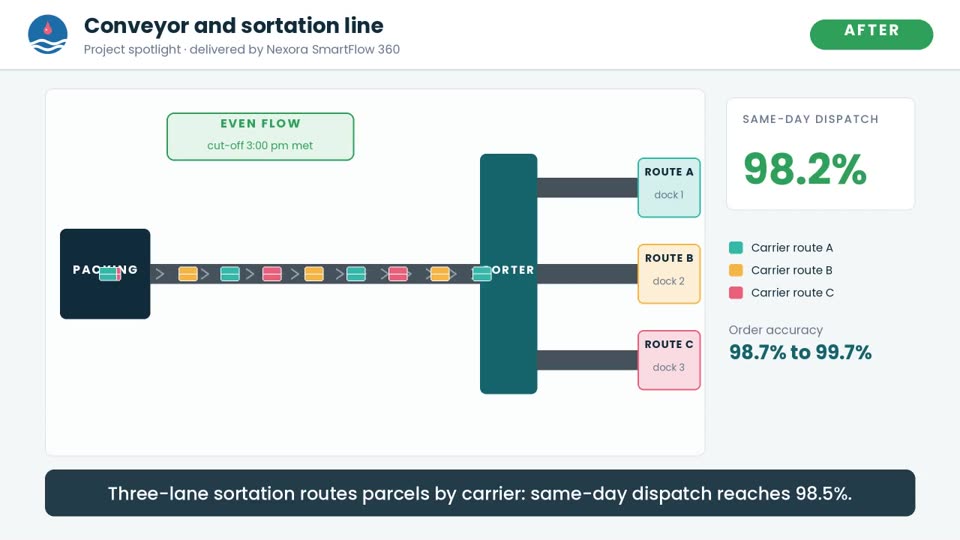 Conveyor and sortation line
Project spotlight · delivered by Nexora SmartFlow 360
AFTER
EVEN FLOW
cut-off 3:00 pm met
PACKING
SORTER
ROUTE A
dock 1
ROUTE B
dock 2
ROUTE C
dock 3
SAME-DAY DISPATCH
98.2%
Carrier route A
Carrier route B
Carrier route C
Order accuracy
98.7% to 99.7%
Three-lane sortation routes parcels by carrier: same-day dispatch reaches 98.5%.